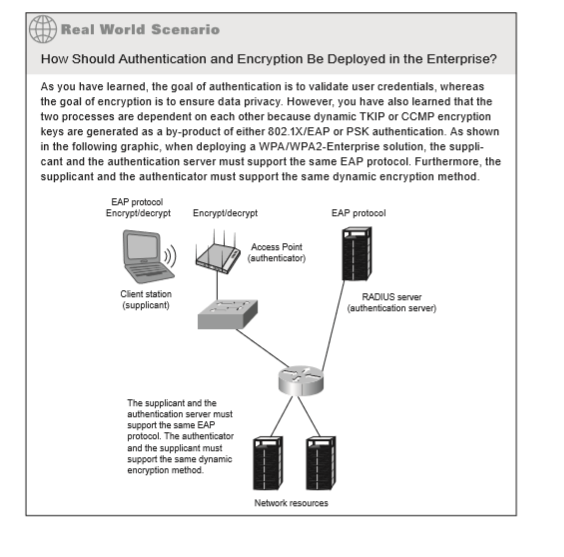 Real World Scenario
How Should Authentication and Encryption Be Deployed in the Enterprise?
As you have learned, the goal of authentication is to validate user credentials, whereas
the goal of encryption is to ensure data privacy. However, you have also learned that the
two processes are dependent on each other because dynamic TKIP or CCMP encryption
keys are generated as a by-product of either 802.1X/EAP or PSK authentication. As shown
in the following graphic, when deploying a WPA/WPA2-Enterprise solution, the suppli-
cant and the authentication server must support the same EAP protocol. Furthermore, the
supplicant and the authenticator must support the same dynamic encryption method.
EAP protocol
Encrypt/decrypt
Encrypt/decrypt
EAP protocol
Access Point
(authenticator)
Client station
(supplicant)
RADIUS server
(authentication server)
The supplicant and the
authentication server must
support the same EAP
protocol. The authenticator
and the supplicant must
support the same dynamic
encryption method.
Network resources